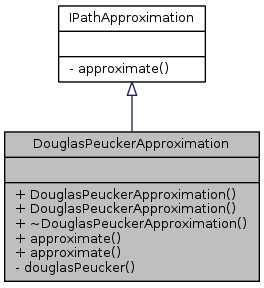 IPathApproximation
- approximate()
DouglasPeuckerApproximation
+ DouglasPeuckerApproximation()
+ DouglasPeuckerApproximation()
+ ~DouglasPeuckerApproximation()
+ approximate()
+ approximate()
- douglasPeucker()